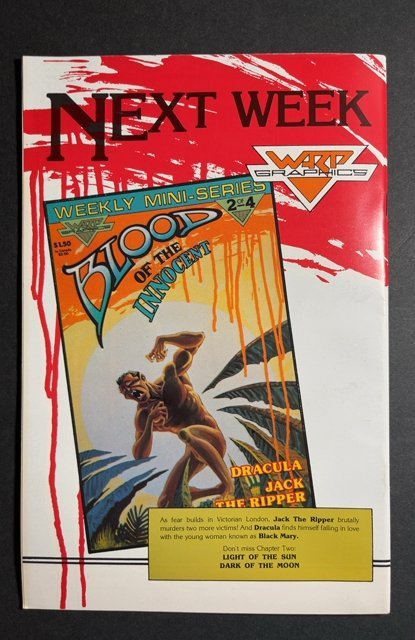 NEXT WEEK
WARP
GRAPHICS
WEEKLY MINI-SERIES
2 OF 4
$1.50
BLOOD
OF THE
INNOCENT
DRACULA
JACK
THE RIPPER
As fear builds in Victorian London, Jack The Ripper brutally
murders two more victims! And Dracula finds himself falling in love
with the young woman known as Black Mary.
Don't miss Chapter Two:
LIGHT OF THE SUN
DARK OF THE MOON